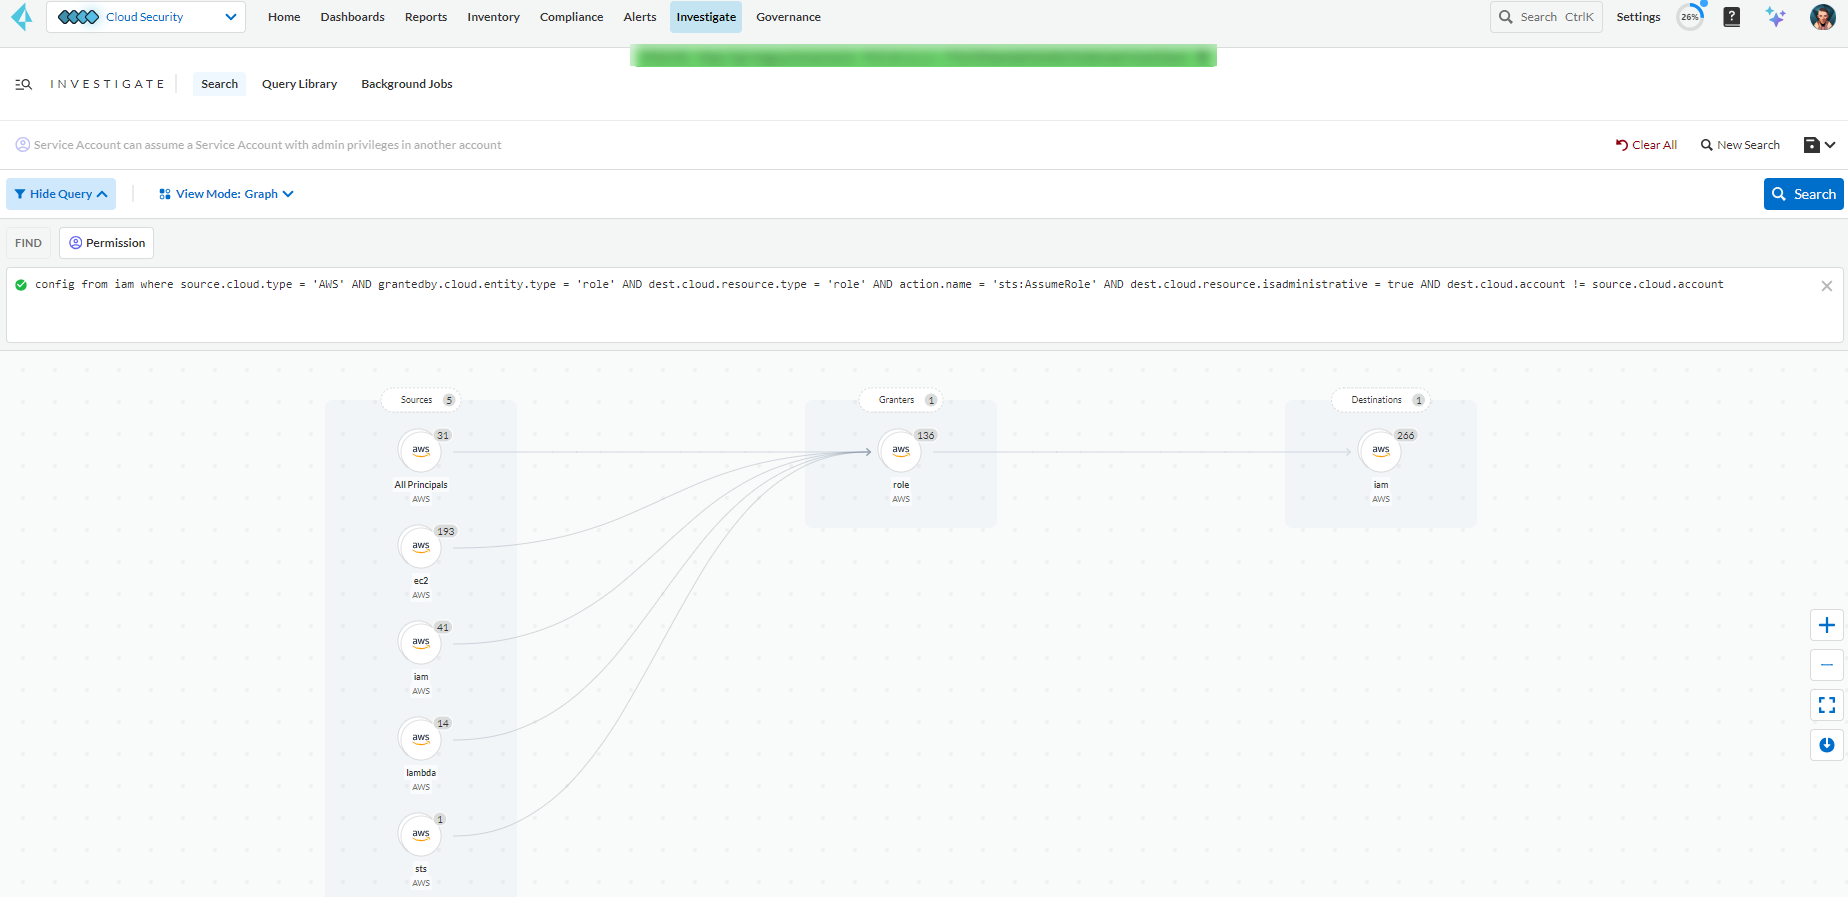 Cloud Security
Home Dashboards Reports Inventory Compliance Alerts Investigate Governance
Search CtrlK Settings 26% ?
INVESTIGATE Search Query Library Background Jobs
Service Account can assume a Service Account with admin privileges in another account
Clear All New Search
Hide Query View Mode: Graph Search
FIND Permission
config from iam where source.cloud.type = 'AWS' AND grantedby.cloud.entity.type = 'role' AND dest.cloud.resource.type = 'role' AND action.name = 'sts:AssumeRole' AND dest.cloud.resource.isadministrative = true AND dest.cloud.account != source.cloud.account
Sources 5
aws 31
All Principals
AWS
aws 193
ec2
AWS
aws 41
iam
AWS
aws 14
lambda
AWS
aws 1
sts
AWS
Granters 1
aws 136
role
AWS
Destinations 1
aws 266
iam
AWS